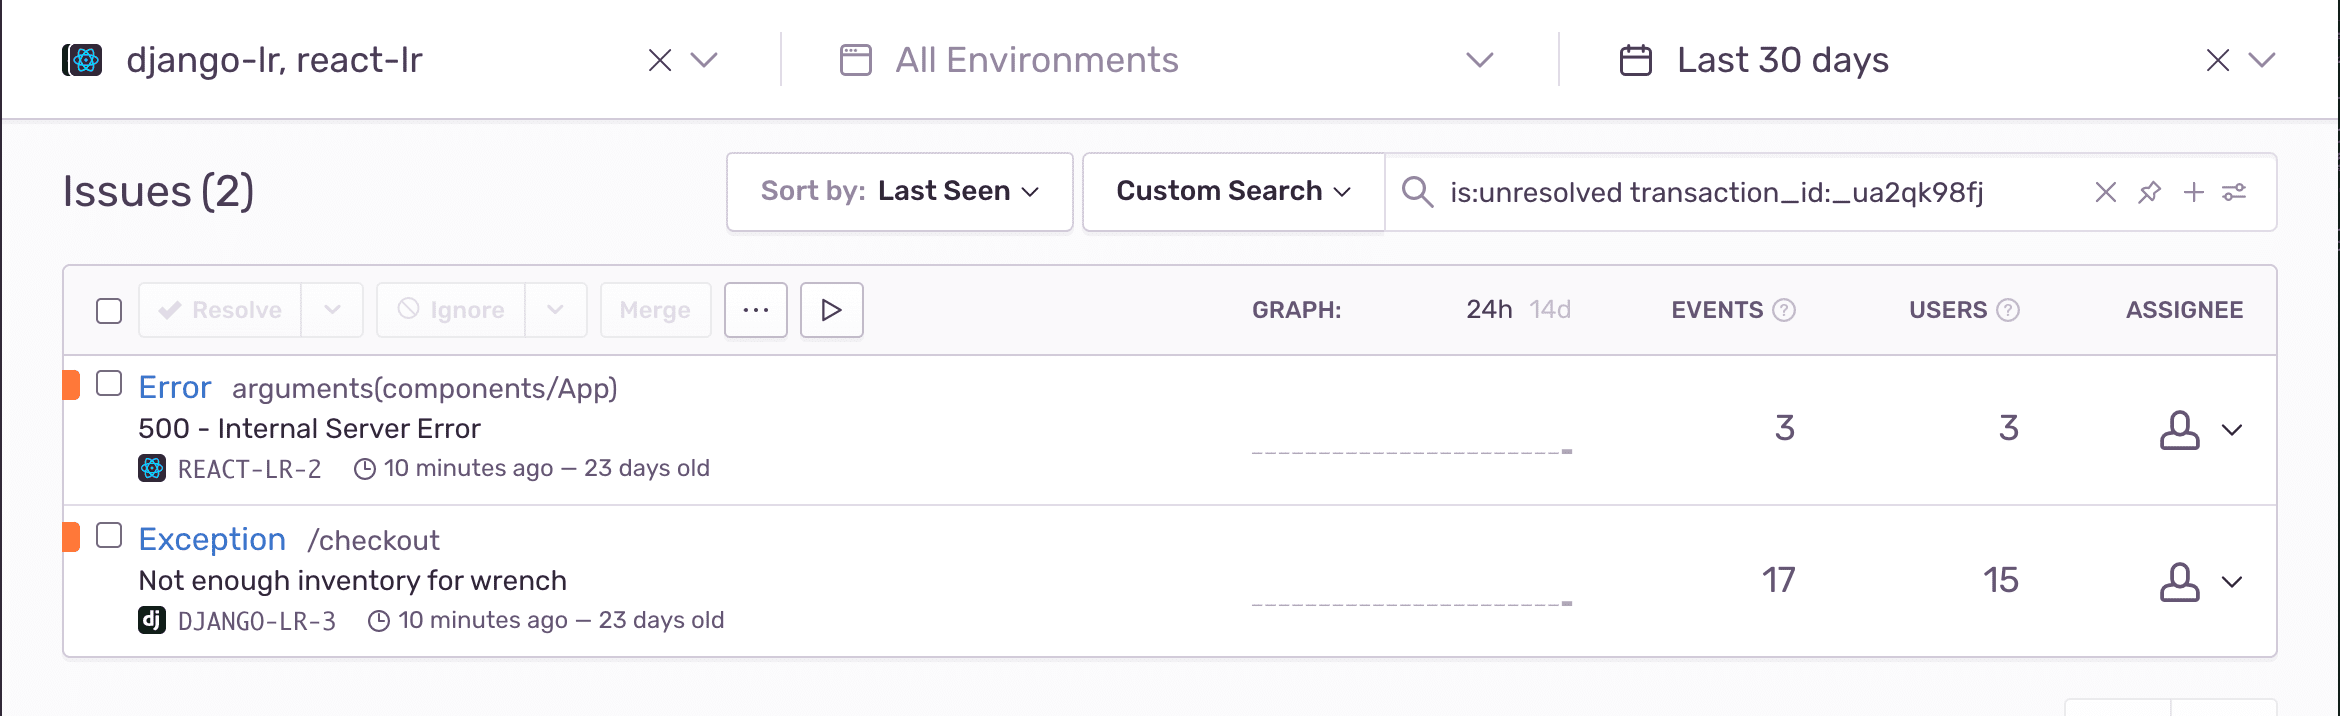 django-lr, react-lr
All Environments
Last 30 days
Issues (2)
Sort by: Last Seen
Custom Search
is:unresolved transaction_id:_ua2qk98fj
Resolve
Ignore
Merge
GRAPH:
24h 14d
EVENTS ?
USERS ?
ASSIGNEE
Error arguments(components/App)
500 - Internal Server Error
REACT-LR-2 10 minutes ago — 23 days old
3
3
Exception /checkout
Not enough inventory for wrench
dj DJANGO-LR-3 10 minutes ago — 23 days old
17
15